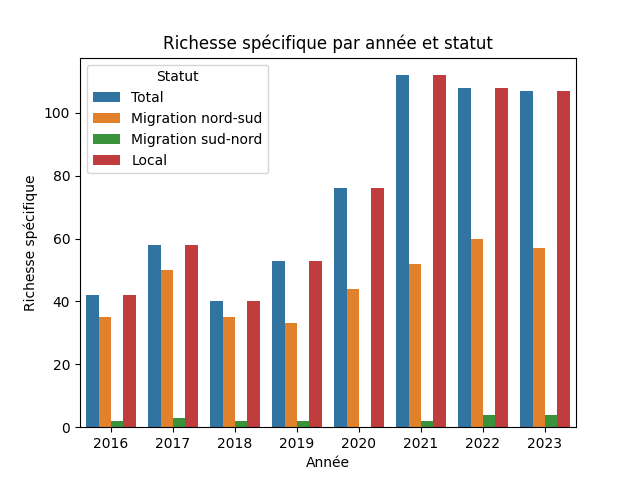 Richesse spécifique par année et statut
Statut
Total
Migration nord-sud
Migration sud-nord
Local
Richesse spécifique
100
80
60
40
20
0
2016 2017 2018 2019 2020 2021 2022 2023
Année